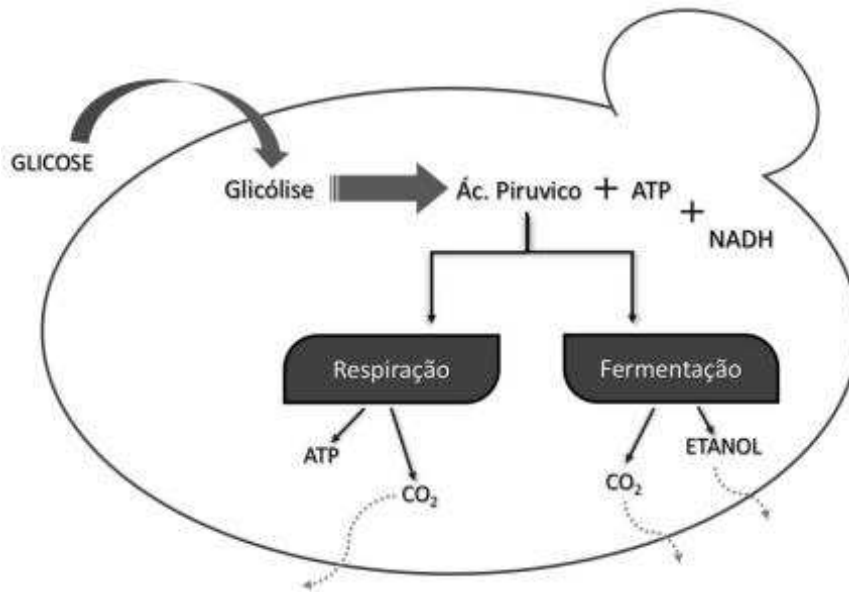 GLICOSE
Glicólise
Ác. Piruvico + ATP
+
NADH
Respiração
Fermentação
ATP
CO₂
CO₂
ETANOL